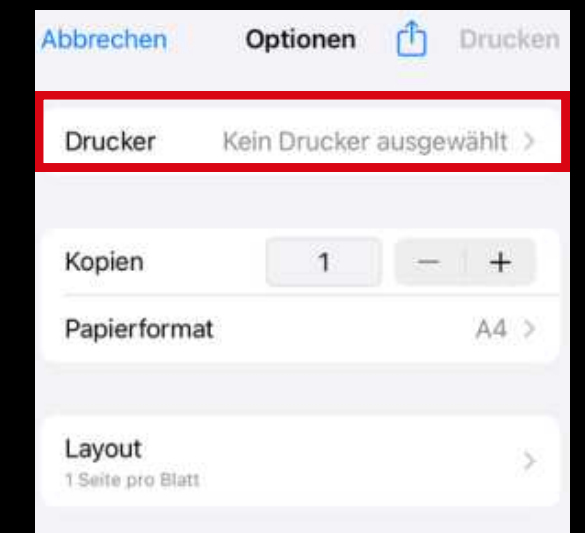 Abbrechen Optionen Drucken
Drucker Kein Drucker ausgewählt
Kopien 1 − +
Papierformat A4
Layout
1 Seite pro Blatt